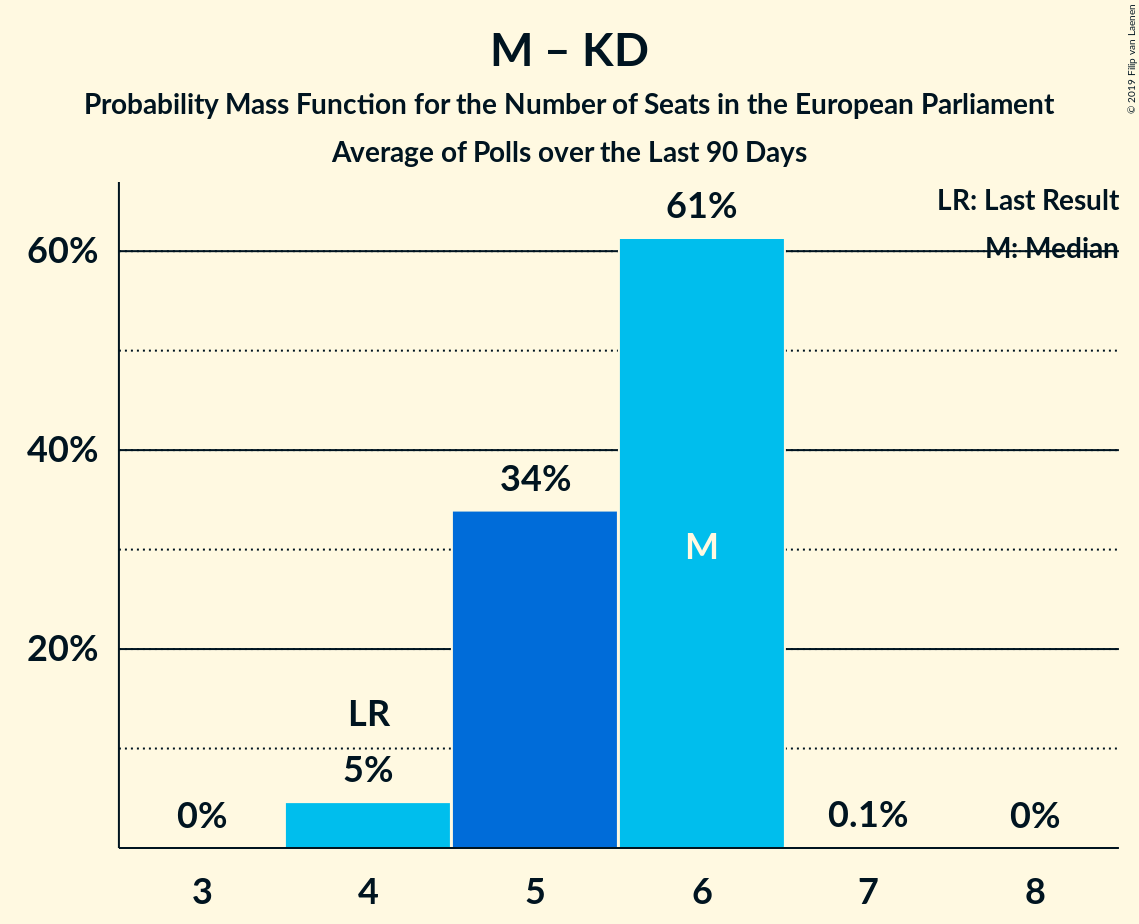 M – KD
Probability Mass Function for the Number of Seats in the European Parliament
Average of Polls over the Last 90 Days
© 2019 Filip van Laenen
LR: Last Result
M: Median
60%
40%
20%
0%
LR
5%
34%
61%
M
0.1%
0%
3 4 5 6 7 8